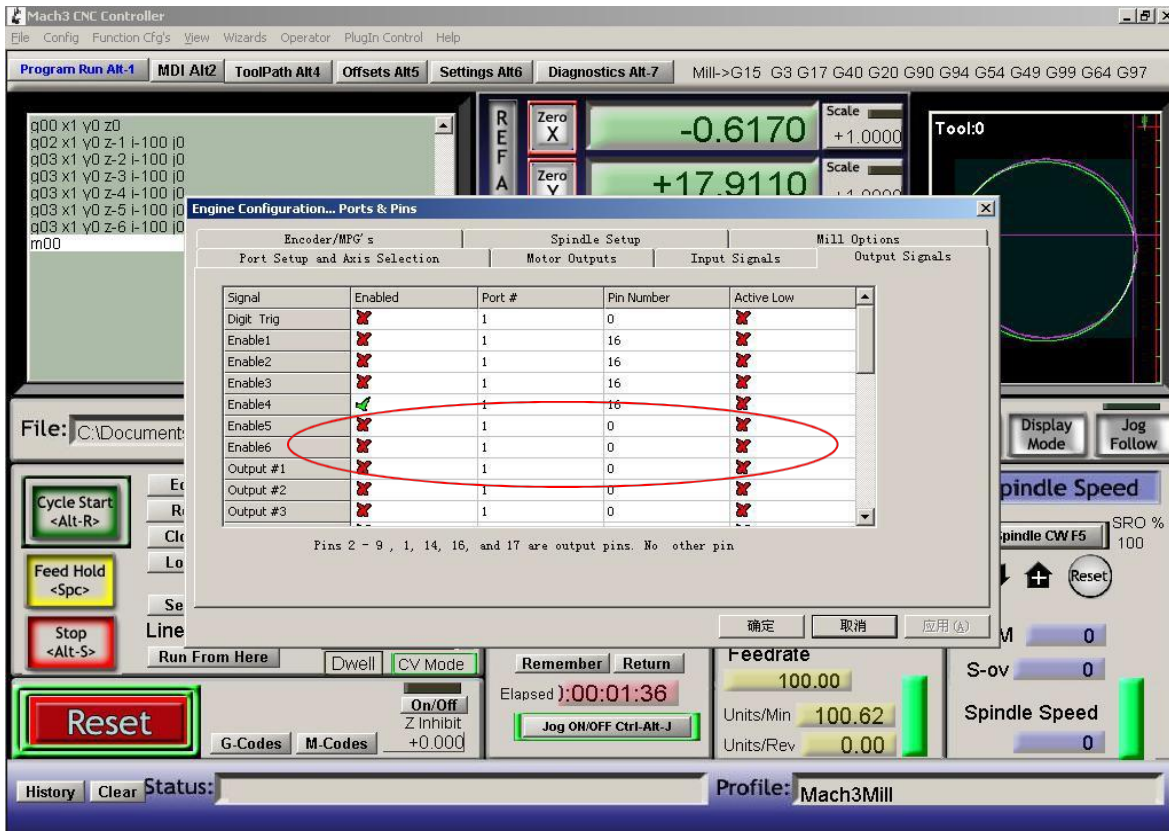 Mach3 CNC Controller
File Config Function Cfg's View Wizards Operator PlugIn Control Help
Program Run Alt-1 MDI Alt2 ToolPath Alt4 Offsets Alt5 Settings Alt6 Diagnostics Alt-7 Mill->G15 G3 G17 G40 G20 G90 G94 G54 G49 G99 G64 G97
g00 x1 y0 z0
g02 x1 y0 z-1 i-100 j0
g03 x1 y0 z-2 i-100 j0
g03 x1 y0 z-3 i-100 j0
g03 x1 y0 z-4 i-100 j0
g03 x1 y0 z-5 i-100 j0
g03 x1 y0 z-6 i-100 j0
m00
REF A
Zero X -0.6170 Scale +1.0000
Zero +17.9110 Scale
Tool:0
Engine Configuration... Ports & Pins
Encoder/MPG's Spindle Setup Mill Options
Port Setup and Axis Selection Motor Outputs Input Signals Output Signals
Signal Enabled Port # Pin Number Active Low
Digit Trig 1 0
Enable1 1 16
Enable2 1 16
Enable3 1 16
Enable4 1 16
Enable5 1 0
Enable6 1 0
Output #1 1 0
Output #2 1 0
Output #3 1 0
Pins 2 - 9 , 1, 14, 16, and 17 are output pins. No other pin
确定 取消 应用(A)
File: C:\Document
Display Mode Jog Follow
Cycle Start <Alt-R>
Feed Hold <Spc>
Stop <Alt-S>
Line
Run From Here
Dwell CV Mode
Reset
G-Codes M-Codes
On/Off
Z Inhibit
+0.000
Remember Return
Elapsed ):00:01:36
Jog ON/OFF Ctrl-Alt-J
Feedrate
100.00
Units/Min 100.62
Units/Rev 0.00
pindle Speed
Spindle CW F5
SRO %
100
Reset
0
S-ov 0
Spindle Speed
0
History Clear Status:
Profile: Mach3Mill